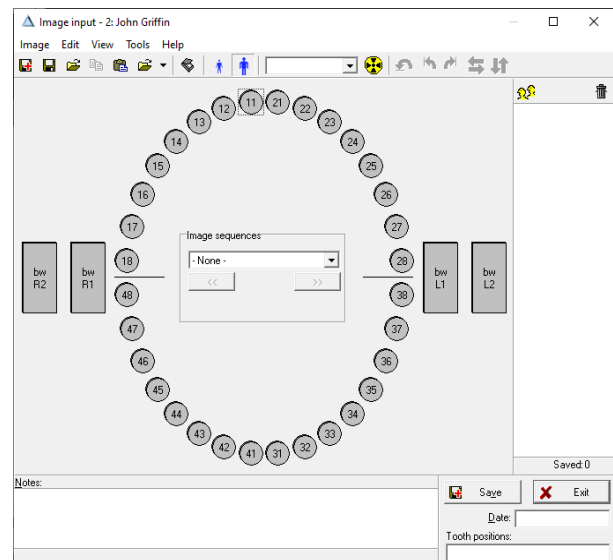 Image input - 2: John Griffin
Image Edit View Tools Help
11 21
12 22
13 23
14 24
15 25
16 26
17 27
18 28
Image sequences
- None -
<< >>
bw R2
bw R1
bw L1
bw L2
48 38
47 37
46 36
45 35
44 34
43 33
42 32
41 31
Saved:0
Notes:
Save Exit
Date:
Tooth positions: